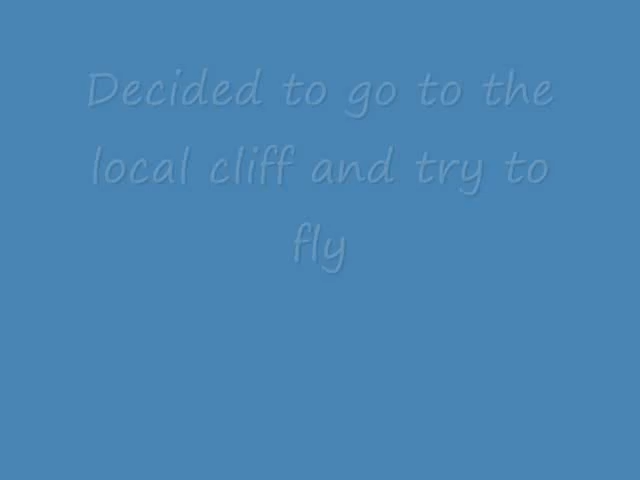 Decided to go to the
local cliff and try to
fly